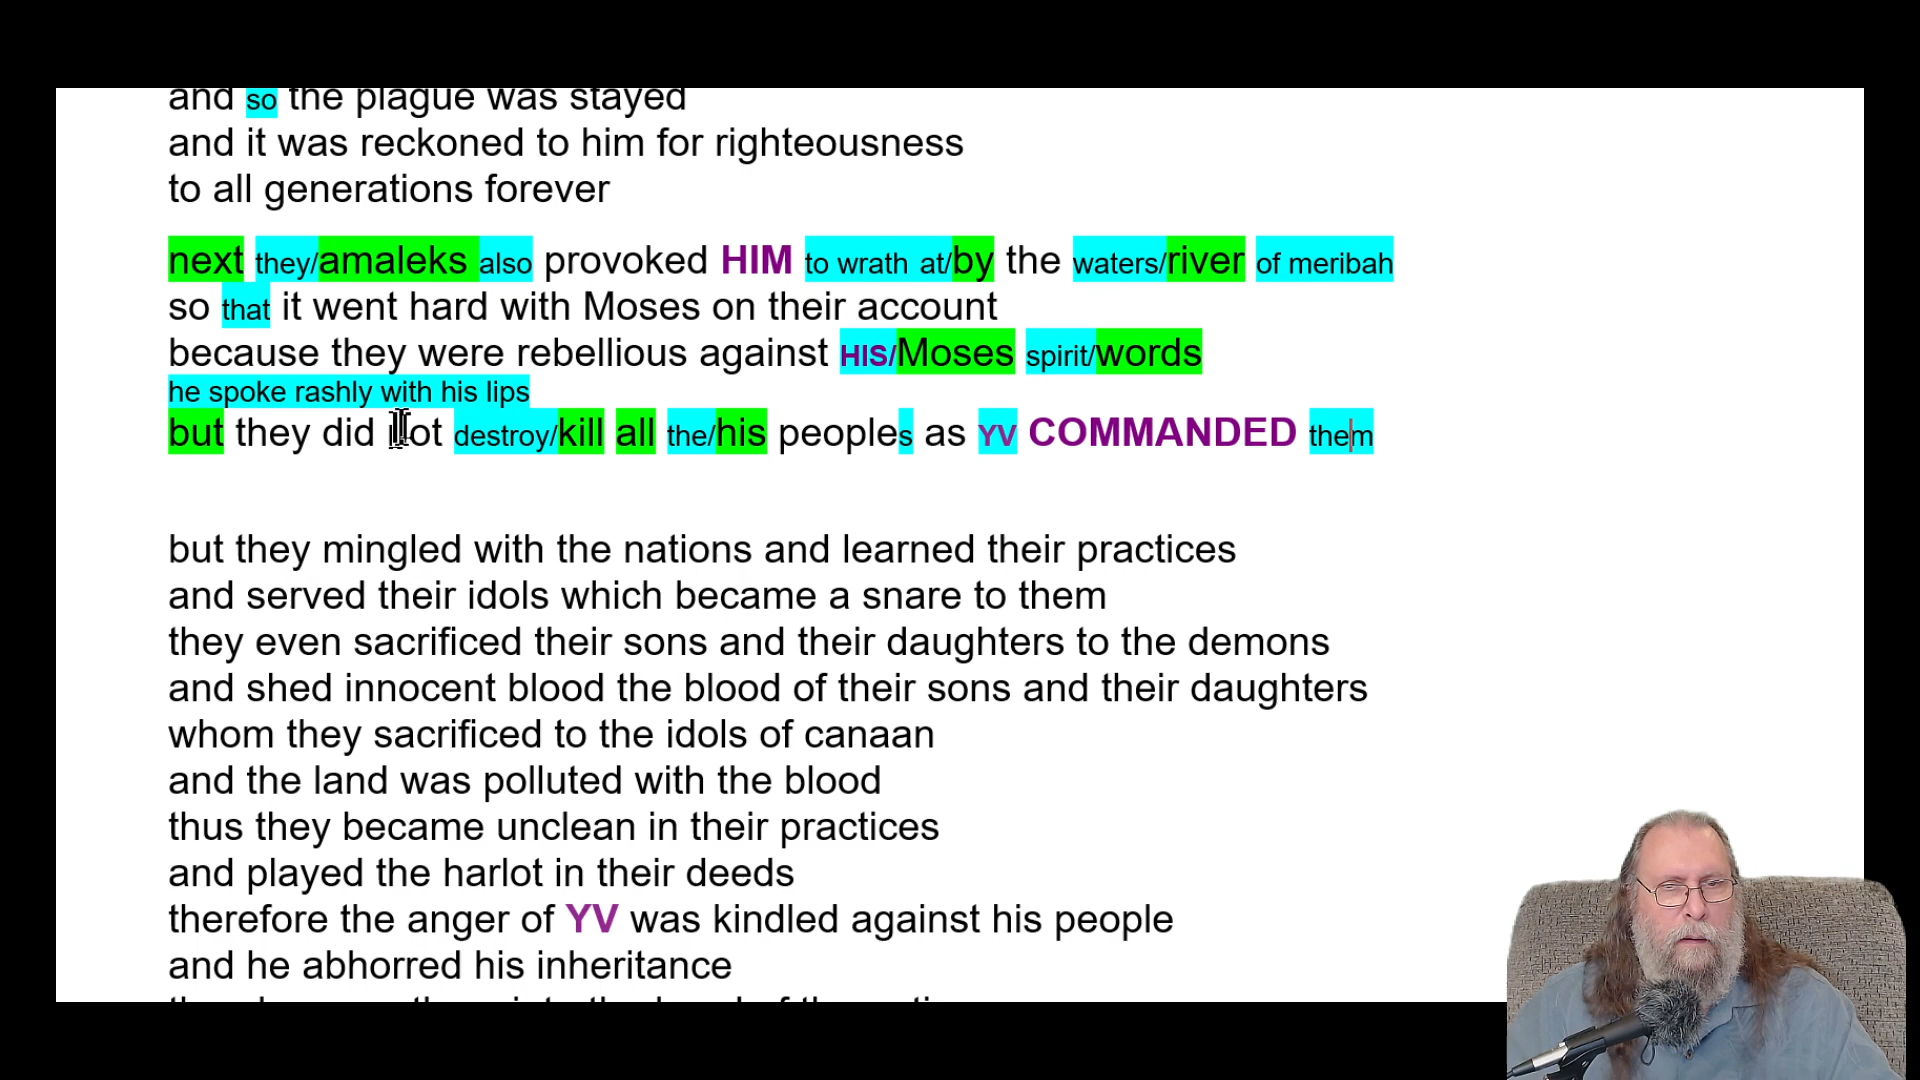 and so the plague was stayed
and it was reckoned to him for righteousness
to all generations forever
next they/amaleks also provoked HIM to wrath at/by the waters/river of meribah
so that it went hard with Moses on their account
because they were rebellious against HIS/Moses spirit/words
he spoke rashly with his lips
but they did not destroy/kill all the/his peoples as YV COMMANDED them
but they mingled with the nations and learned their practices
and served their idols which became a snare to them
they even sacrificed their sons and their daughters to the demons
and shed innocent blood the blood of their sons and their daughters
whom they sacrificed to the idols of canaan
and the land was polluted with the blood
thus they became unclean in their practices
and played the harlot in their deeds
therefore the anger of YV was kindled against his people
and he abhorred his inheritance